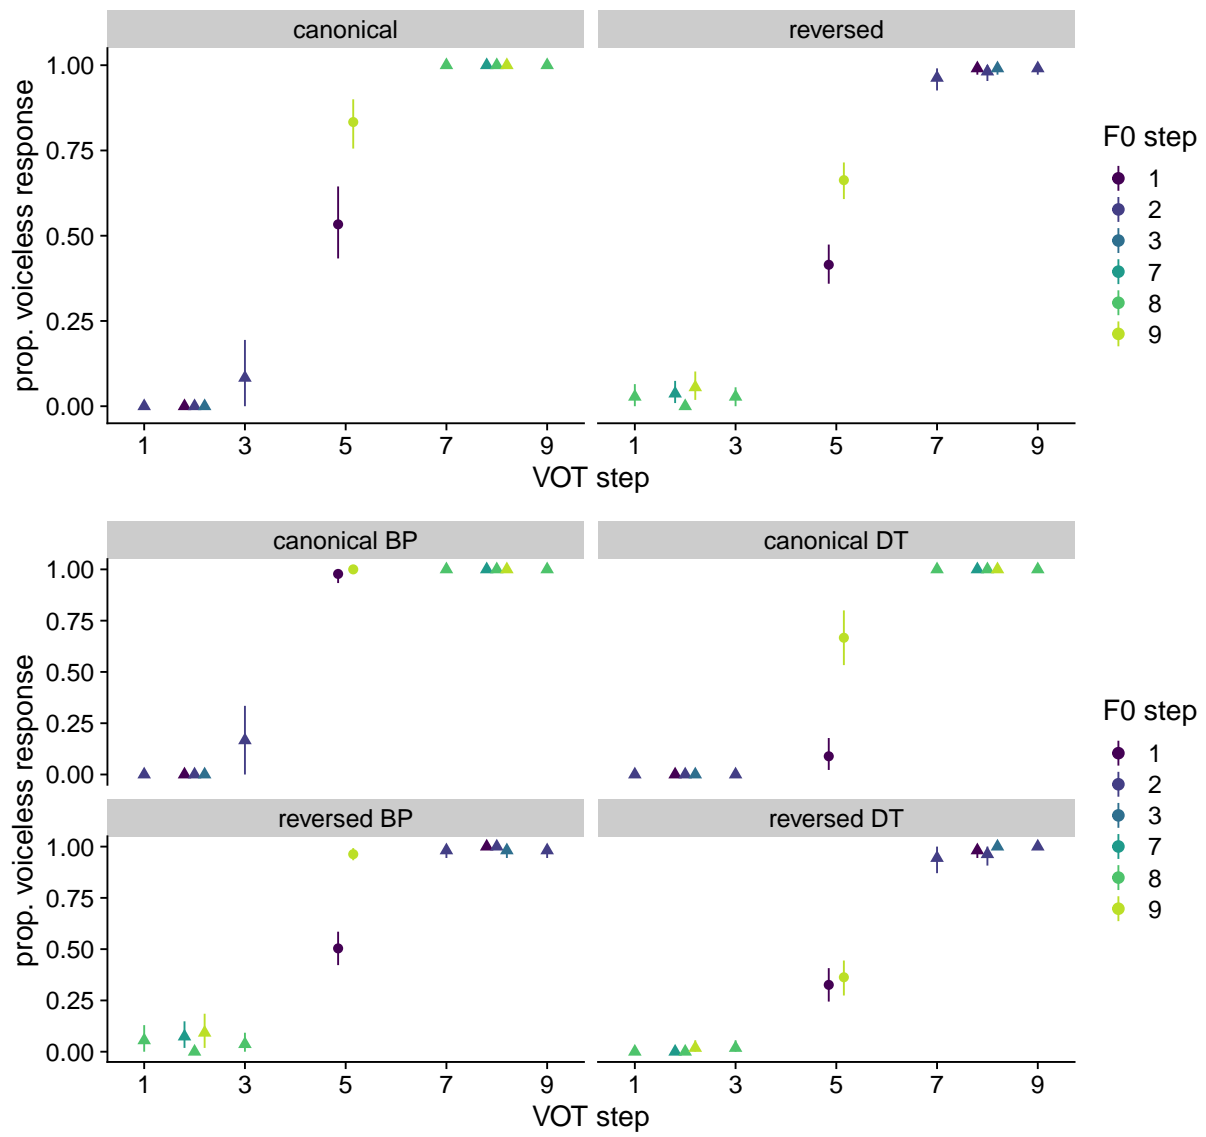 canonical
reversed
1.00
0.75
0.50
0.25
0.00
prop. voiceless response
1 3 5 7 9
1 3 5 7 9
VOT step
F0 step
1
2
3
7
8
9
canonical BP
canonical DT
1.00
0.75
0.50
0.25
0.00
reversed BP
reversed DT
1.00
0.75
0.50
0.25
0.00
prop. voiceless response
1 3 5 7 9
1 3 5 7 9
VOT step
F0 step
1
2
3
7
8
9